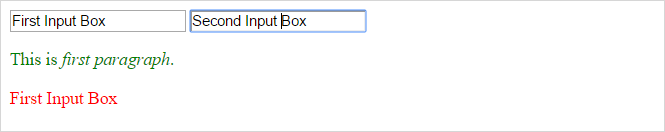 First Input Box Second Input Box
This is first paragraph.
First Input Box